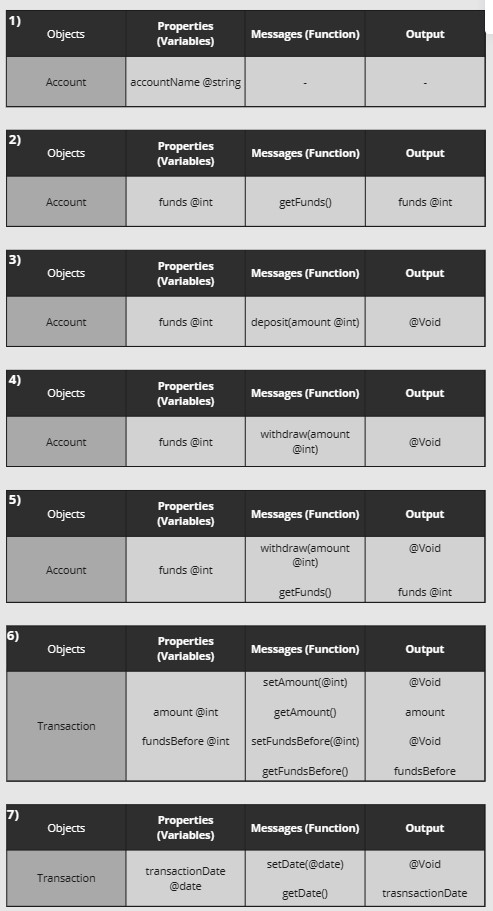 1)
Objects
Properties
(Variables)
Messages (Function)
Output
Account
accountName @string
-
-
2)
Objects
Properties
(Variables)
Messages (Function)
Output
Account
funds @int
getFunds()
funds @int
3)
Objects
Properties
(Variables)
Messages (Function)
Output
Account
funds @int
deposit(amount @int)
@Void
4)
Objects
Properties
(Variables)
Messages (Function)
Output
Account
funds @int
withdraw(amount
@int)
@Void
5)
Objects
Properties
(Variables)
Messages (Function)
Output
Account
funds @int
withdraw(amount
@int)
@Void
getFunds()
funds @int
6)
Objects
Properties
(Variables)
Messages (Function)
Output
Transaction
amount @int
fundsBefore @int
setAmount(@int)
@Void
getAmount()
amount
setFundsBefore(@int)
@Void
getFundsBefore()
fundsBefore
7)
Objects
Properties
(Variables)
Messages (Function)
Output
Transaction
transactionDate
@date
setDate(@date)
@Void
getDate()
trasnsactionDate